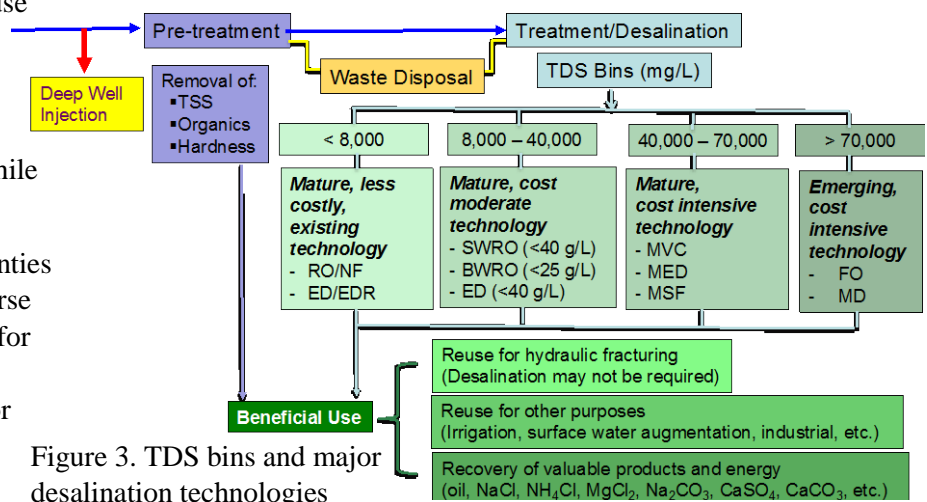 use
Pre-treatment
Treatment/Desalination
Waste Disposal
TDS Bins (mg/L)
Deep Well
Injection
Removal of:
▪TSS
▪Organics
▪Hardness
< 8,000
8,000 – 40,000
40,000 – 70,000
> 70,000
Mature, less
costly,
existing
technology
- RO/NF
- ED/EDR
Mature, cost
moderate
technology
- SWRO (<40 g/L)
- BWRO (<25 g/L)
- ED (<40 g/L)
Mature,
cost intensive
technology
- MVC
- MED
- MSF
Emerging,
cost
intensive
technology
- FO
- MD
nties
for
Beneficial Use
Reuse for hydraulic fracturing
(Desalination may not be required)
Reuse for other purposes
(Irrigation, surface water augmentation, industrial, etc.)
Recovery of valuable products and energy
(oil, NaCl, NH₄Cl, MgCl₂, Na₂CO₃, CaSO₄, CaCO₃, etc.)
Figure 3. TDS bins and major
desalination technologies